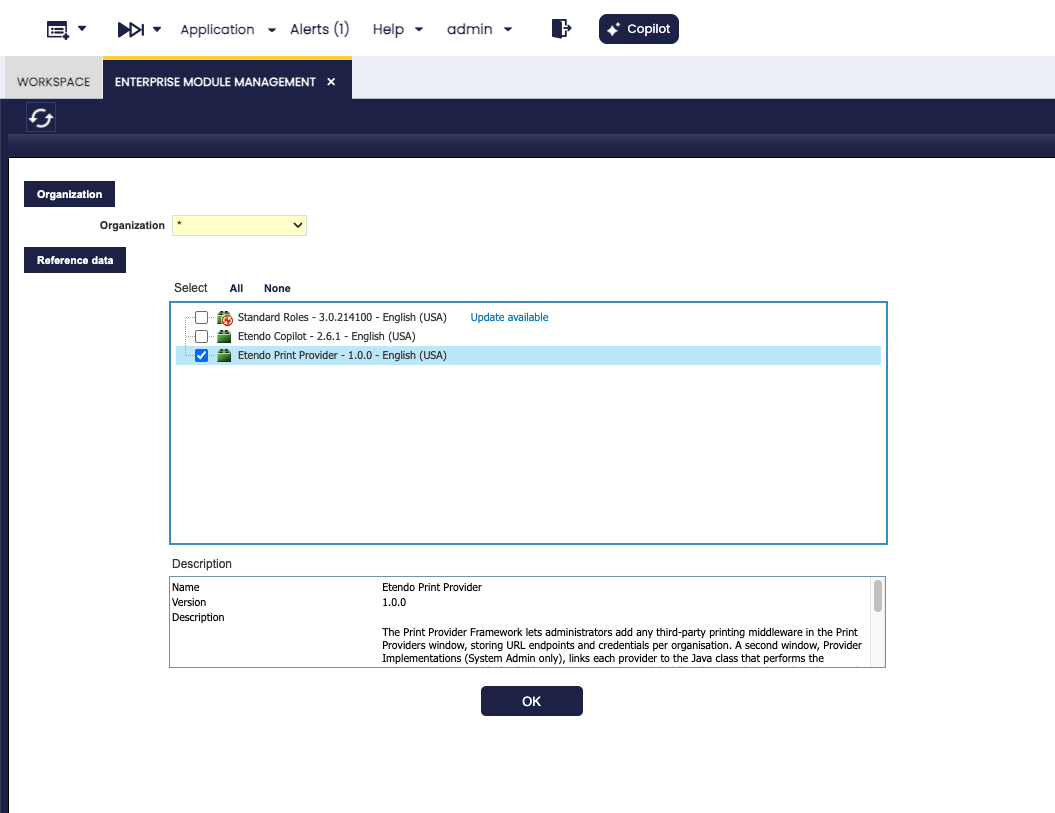 Application Alerts (1) Help admin Copilot
WORKSPACE ENTERPRISE MODULE MANAGEMENT ×
Organization
Organization *
Reference data
Select All None
Standard Roles - 3.0.214100 - English (USA) Update available
Etendo Copilot - 2.6.1 - English (USA)
Etendo Print Provider - 1.0.0 - English (USA)
Description
Name Etendo Print Provider
Version 1.0.0
Description
The Print Provider Framework lets administrators add any third-party printing middleware in the Print
Providers window, storing URL endpoints and credentials per organisation. A second window, Provider
Implementations (System Admin only), links each provider to the Java class that performs the
OK